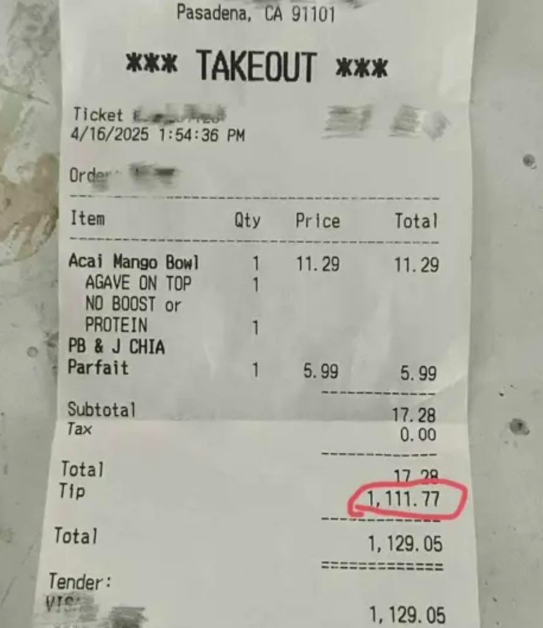 Pasadena, CA 91101
*** TAKEOUT ***
Ticket
4/16/2025 1:54:36 PM
Order
Item Qty Price Total
Acai Mango Bowl 1 11.29 11.29
AGAVE ON TOP 1
NO BOOST or
PROTEIN 1
PB & J CHIA
Parfait 1 5.99 5.99
Subtotal 17.28
Tax 0.00
Total 17.28
Tip 1,111.77
Total 1,129.05
Tender:
VISA 1,129.05